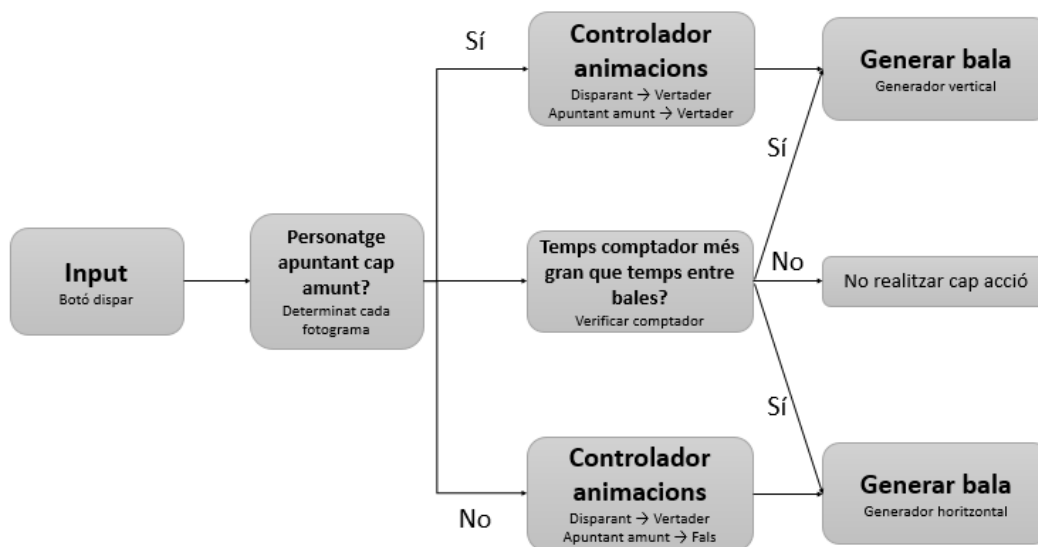 Input
Botó dispar
Personatge
apuntant cap
amunt?
Determinat cada
fotograma
Sí
Controlador
animacions
Disparant → Vertader
Apuntant amunt → Vertader
Generar bala
Generador vertical
Sí
Temps comptador més
gran que temps entre
bales?
Verificar comptador
No
No realitzar cap acció
Sí
No
Controlador
animacions
Disparant → Vertader
Apuntant amunt → Fals
Generar bala
Generador horitzontal